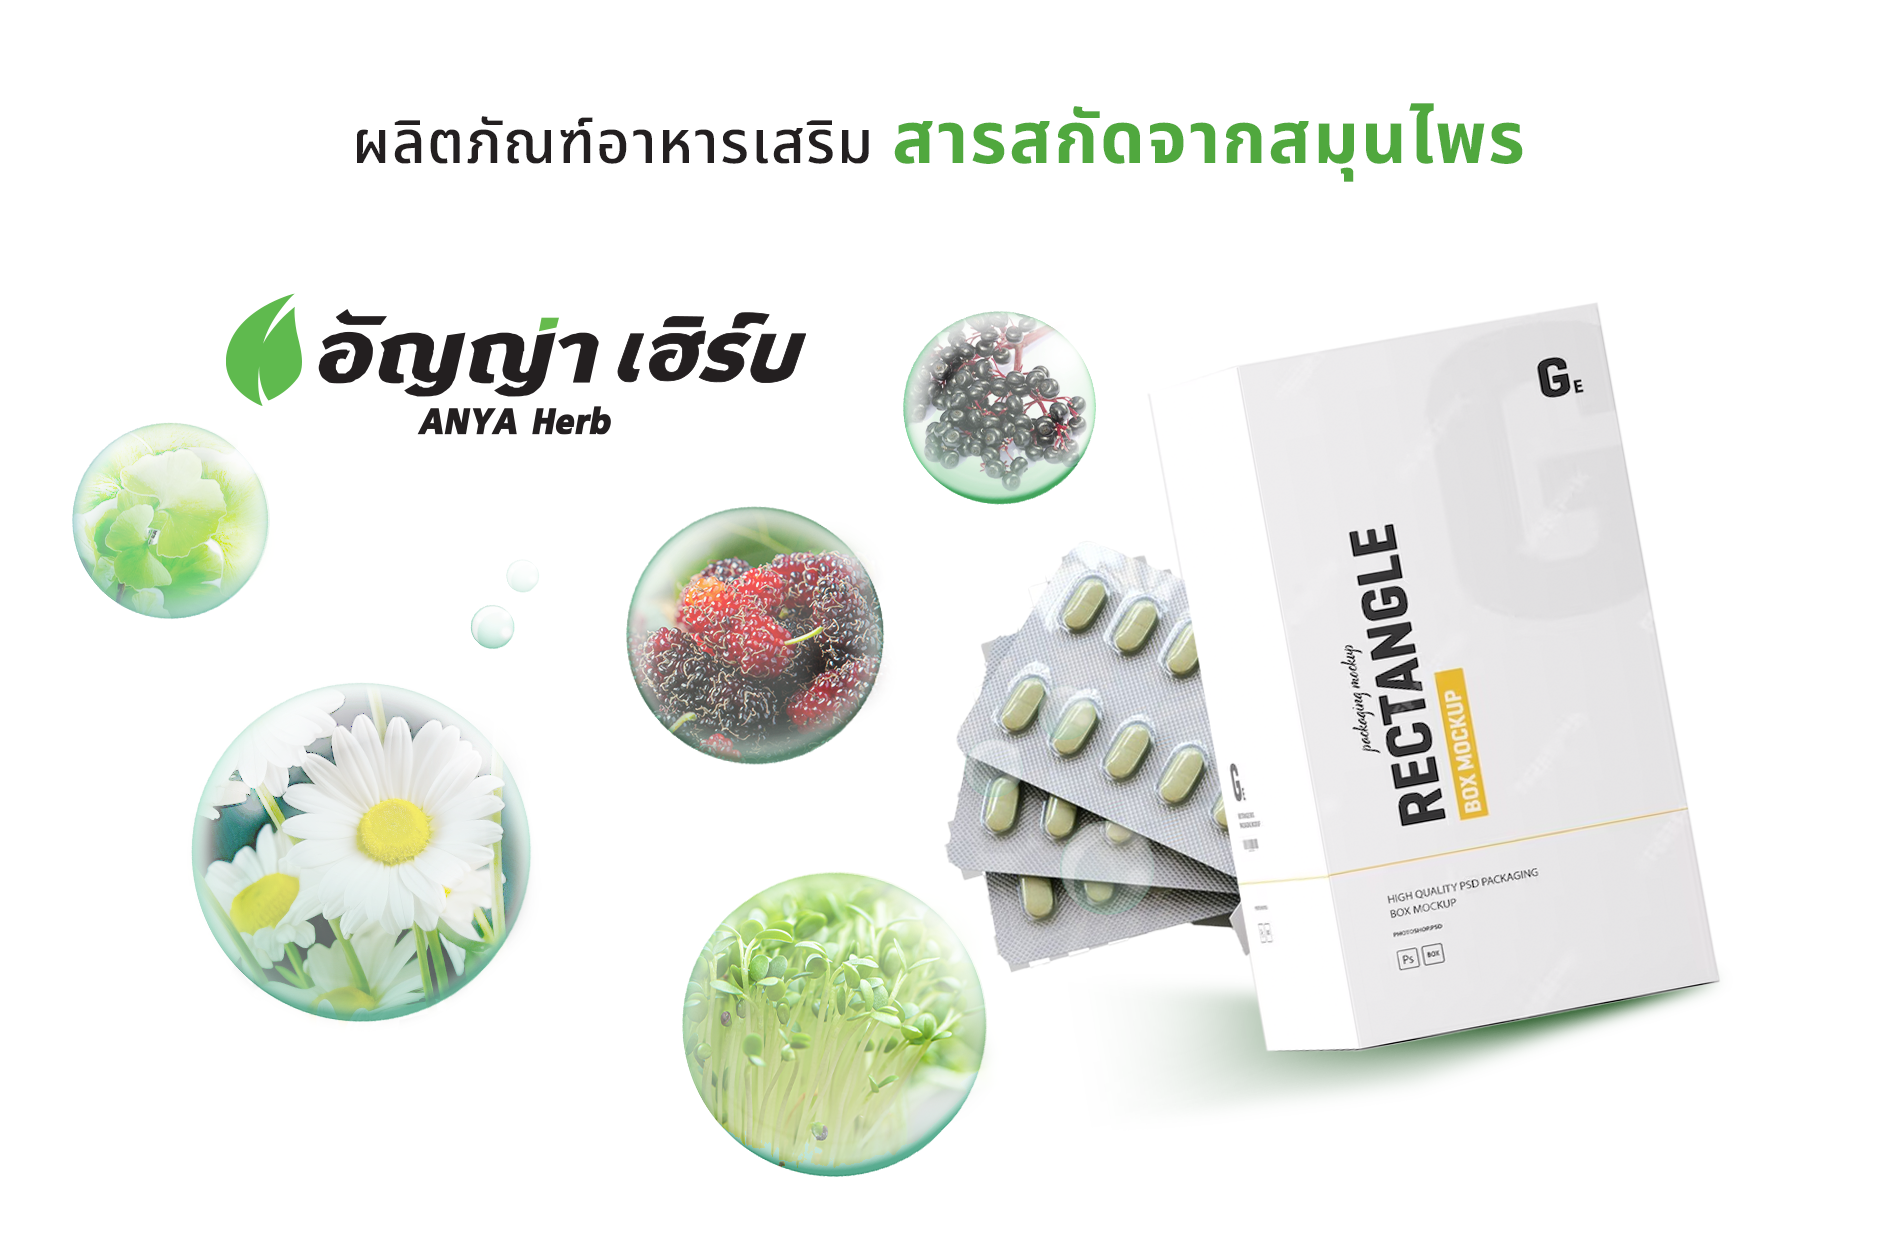 ผลิตภัณฑ์อาหารเสริม สารสกัดจากสมุนไพร
อัญญ่า เฮิร์บ
ANYA Herb
GE
packaging mockup
RECTANGLE
BOX MOCKUP
HIGH QUALITY PSD PACKAGING
BOX MOCKUP
PHOTOSHOP.PSD
Ps
BOX
GE